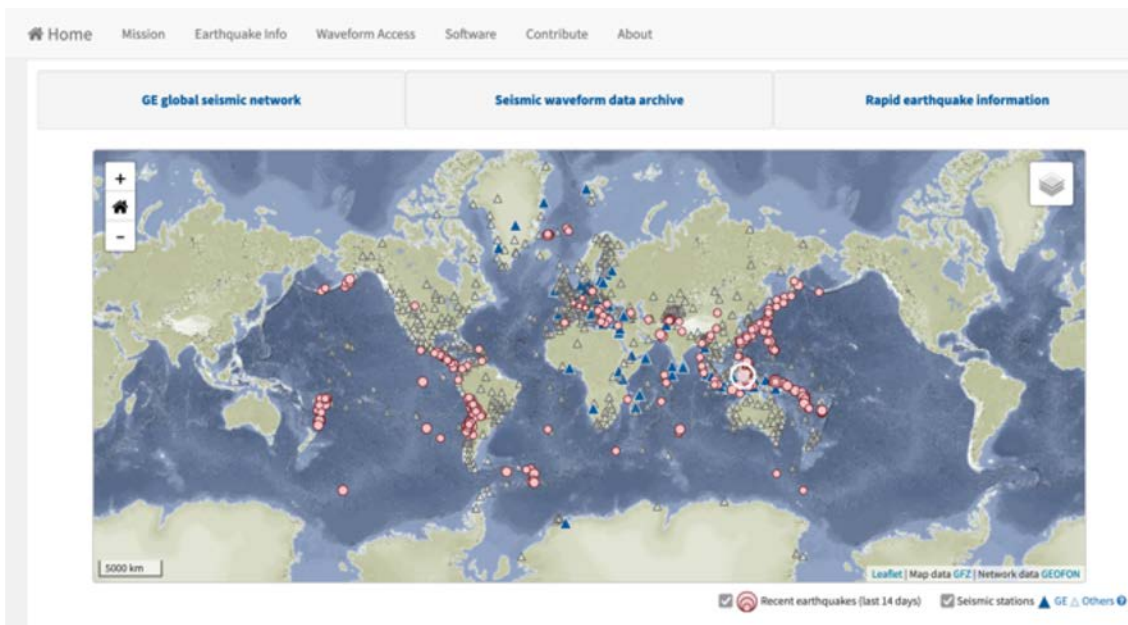 Home Mission Earthquake Info Waveform Access Software Contribute About
GE global seismic network Seismic waveform data archive Rapid earthquake information
+
−
5000 km
Leaflet | Map data GFZ | Network data GEOFON
Recent earthquakes (last 14 days) Seismic stations GE Others